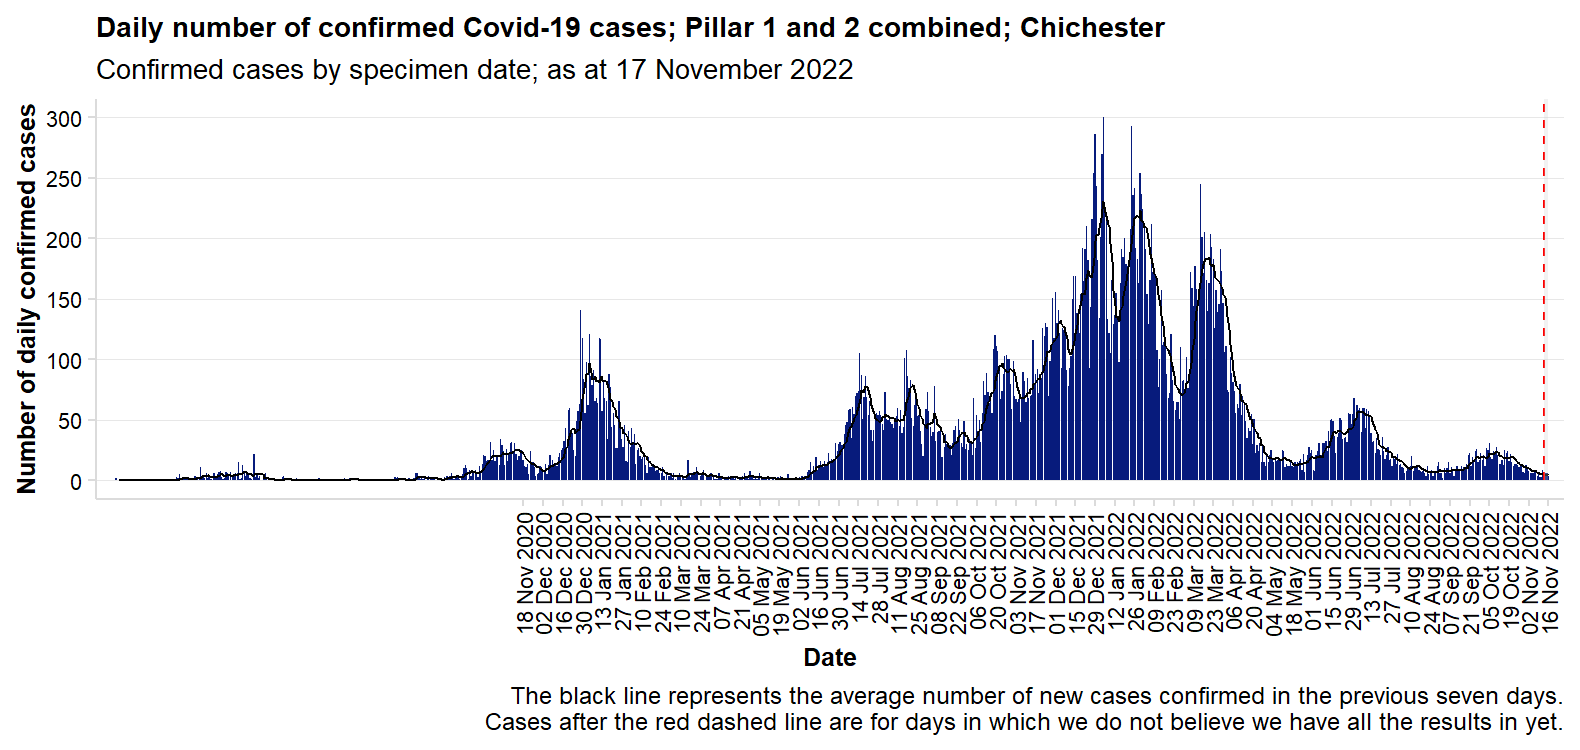 Daily number of confirmed Covid-19 cases; Pillar 1 and 2 combined; Chichester
Confirmed cases by specimen date; as at 17 November 2022
Number of daily confirmed cases
300
250
200
150
100
50
0
18 Nov 2020
02 Dec 2020
16 Dec 2020
30 Dec 2020
13 Jan 2021
27 Jan 2021
10 Feb 2021
24 Feb 2021
10 Mar 2021
24 Mar 2021
07 Apr 2021
21 Apr 2021
05 May 2021
19 May 2021
02 Jun 2021
16 Jun 2021
30 Jun 2021
14 Jul 2021
28 Jul 2021
11 Aug 2021
25 Aug 2021
08 Sep 2021
22 Sep 2021
06 Oct 2021
20 Oct 2021
03 Nov 2021
17 Nov 2021
01 Dec 2021
15 Dec 2021
29 Dec 2021
12 Jan 2022
26 Jan 2022
09 Feb 2022
23 Feb 2022
09 Mar 2022
23 Mar 2022
06 Apr 2022
20 Apr 2022
04 May 2022
18 May 2022
01 Jun 2022
15 Jun 2022
29 Jun 2022
13 Jul 2022
27 Jul 2022
10 Aug 2022
24 Aug 2022
07 Sep 2022
21 Sep 2022
05 Oct 2022
19 Oct 2022
02 Nov 2022
16 Nov 2022
Date
The black line represents the average number of new cases confirmed in the previous seven days.
Cases after the red dashed line are for days in which we do not believe we have all the results in yet.